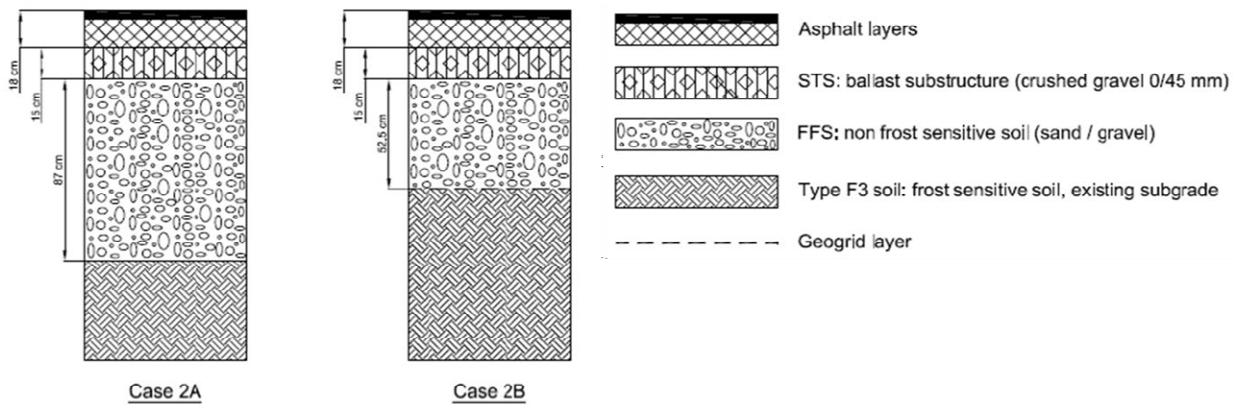 18 cm
15 cm
87 cm
Case 2A
18 cm
15 cm
52,5 cm
Case 2B
Asphalt layers
STS: ballast substructure (crushed gravel 0/45 mm)
FFS: non frost sensitive soil (sand / gravel)
Type F3 soil: frost sensitive soil, existing subgrade
Geogrid layer